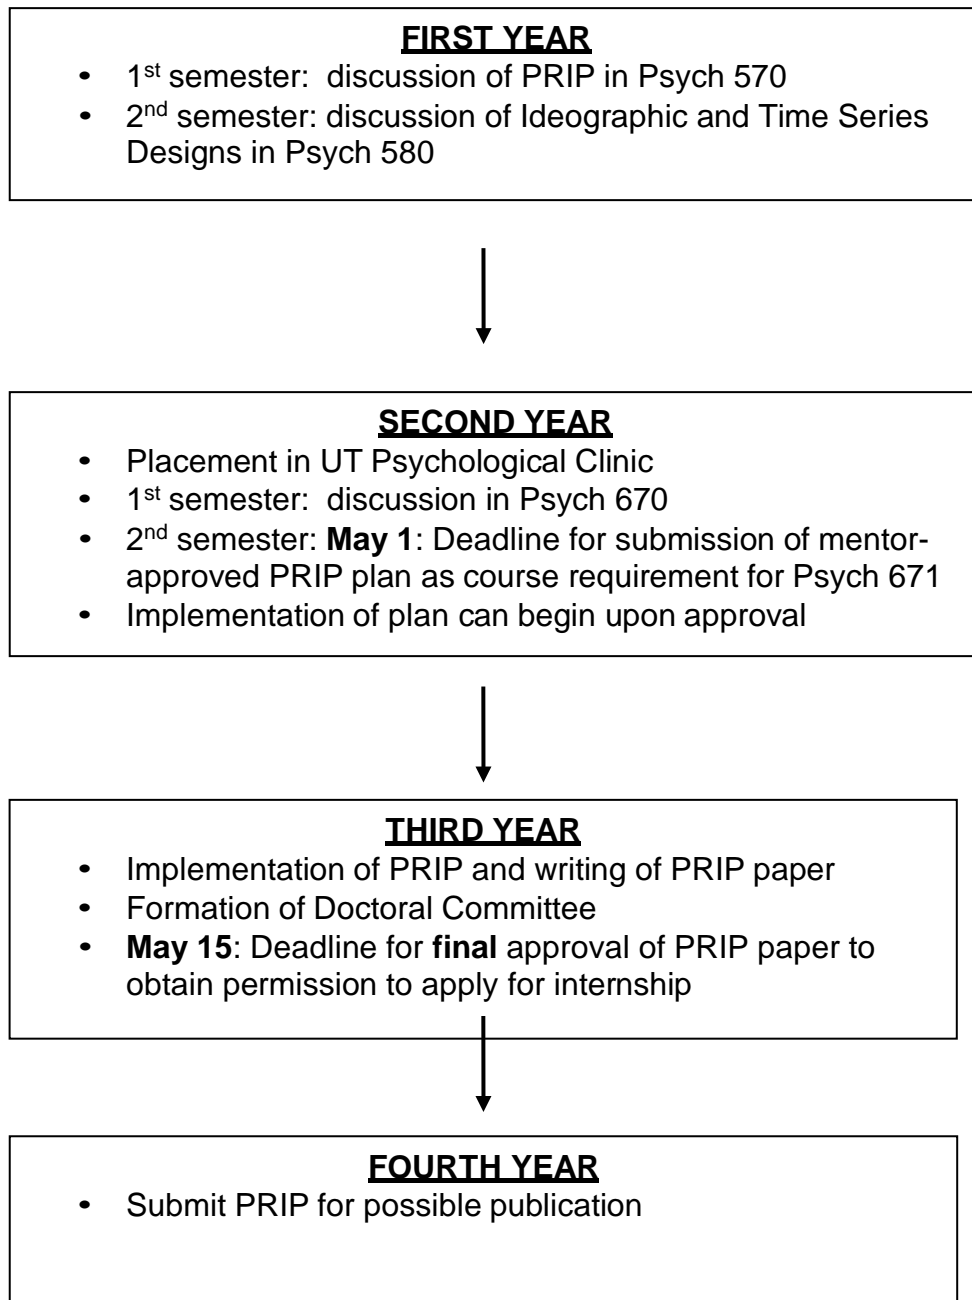 FIRST YEAR
• 1st semester:  discussion of PRIP in Psych 570
• 2nd semester: discussion of Ideographic and Time Series
Designs in Psych 580
SECOND YEAR
• Placement in UT Psychological Clinic
• 1st semester:  discussion in Psych 670
• 2nd semester: May 1: Deadline for submission of mentor-
approved PRIP plan as course requirement for Psych 671
• Implementation of plan can begin upon approval
THIRD YEAR
• Implementation of PRIP and writing of PRIP paper
• Formation of Doctoral Committee
• May 15: Deadline for final approval of PRIP paper to
obtain permission to apply for internship
FOURTH YEAR
• Submit PRIP for possible publication